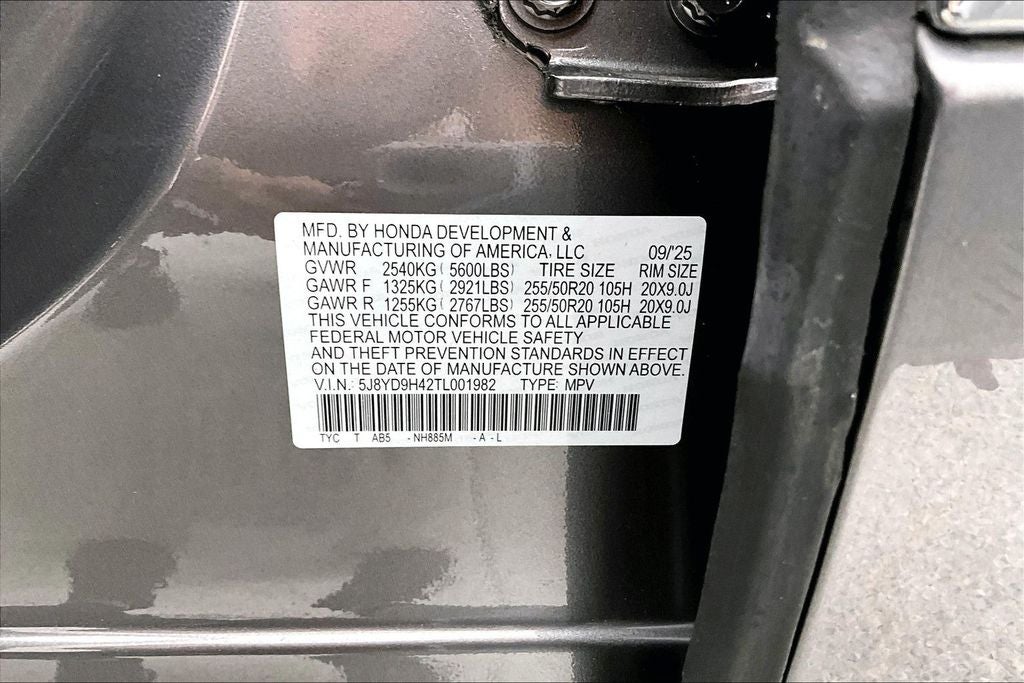 MFD. BY HONDA DEVELOPMENT &
MANUFACTURING OF AMERICA, LLC 09/'25
GVWR 2540KG ( 5600LBS) TIRE SIZE RIM SIZE
GAWR F 1325KG ( 2921LBS) 255/50R20 105H 20X9.0J
GAWR R 1255KG ( 2767LBS) 255/50R20 105H 20X9.0J
THIS VEHICLE CONFORMS TO ALL APPLICABLE
FEDERAL MOTOR VEHICLE SAFETY
AND THEFT PREVENTION STANDARDS IN EFFECT
ON THE DATE OF MANUFACTURE SHOWN ABOVE.
V.I.N.: 5J8YD9H42TL001982 TYPE: MPV
TYC T AB5 - NH885M - A - L